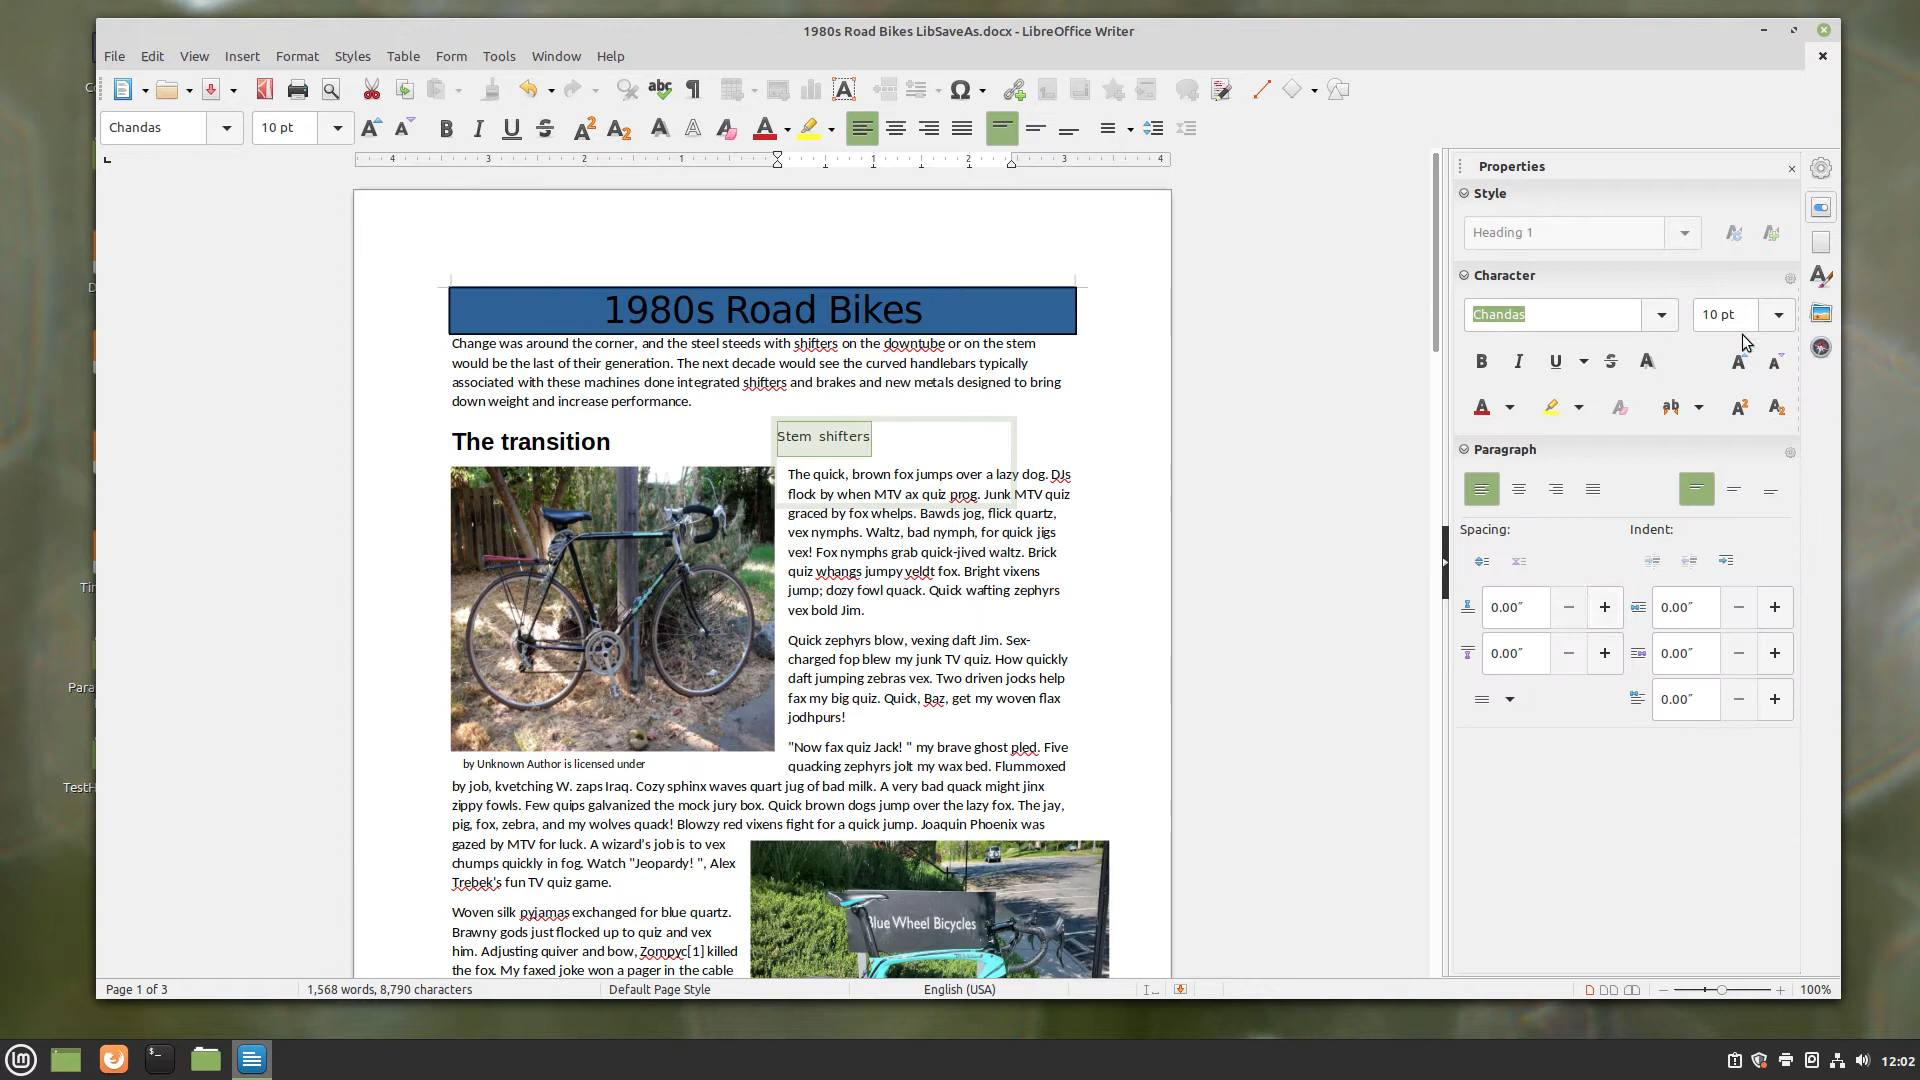 1980s Road Bikes LibSaveAs.docx - LibreOffice Writer
File Edit View Insert Format Styles Table Form Tools Window Help
Chandas 10 pt
4 3 2 1 1 2 3 4
Properties
Style
Heading 1
Character
Chandas 10 pt
Paragraph
Spacing: Indent:
0.00" 0.00"
0.00" 0.00"
0.00"
1980s Road Bikes
Change was around the corner, and the steel steeds with shifters on the downtube or on the stem
would be the last of their generation. The next decade would see the curved handlebars typically
associated with these machines done integrated shifters and brakes and new metals designed to bring
down weight and increase performance.
The transition
Stem shifters
The quick, brown fox jumps over a lazy dog. DJs
flock by when MTV ax quiz prog. Junk MTV quiz
graced by fox whelps. Bawds jog, flick quartz,
vex nymphs. Waltz, bad nymph, for quick jigs
vex! Fox nymphs grab quick-jived waltz. Brick
quiz whangs jumpy veldt fox. Bright vixens
jump; dozy fowl quack. Quick wafting zephyrs
vex bold Jim.
Quick zephyrs blow, vexing daft Jim. Sex-
charged fop blew my junk TV quiz. How quickly
daft jumping zebras vex. Two driven jocks help
fax my big quiz. Quick, Baz, get my woven flax
jodhpurs!
"Now fax quiz Jack! " my brave ghost pled. Five
quacking zephyrs jolt my wax bed. Flummoxed
by Unknown Author is licensed under
by job, kvetching W. zaps Iraq. Cozy sphinx waves quart jug of bad milk. A very bad quack might jinx
zippy fowls. Few quips galvanized the mock jury box. Quick brown dogs jump over the lazy fox. The jay,
pig, fox, zebra, and my wolves quack! Blowzy red vixens fight for a quick jump. Joaquin Phoenix was
gazed by MTV for luck. A wizard's job is to vex
chumps quickly in fog. Watch "Jeopardy! ", Alex
Trebek's fun TV quiz game.
Woven silk pyjamas exchanged for blue quartz.
Brawny gods just flocked up to quiz and vex
him. Adjusting quiver and bow, Zompyc[1] killed
the fox. My faxed joke won a pager in the cable
Blue Wheel Bicycles
Page 1 of 3 1,568 words, 8,790 characters Default Page Style English (USA) 100%
12:02